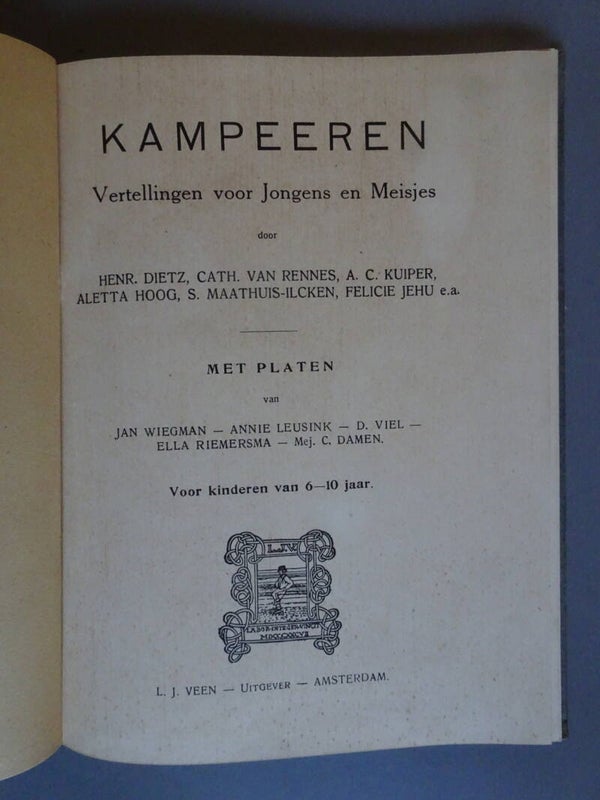 KAMPEEREN
Vertellingen voor Jongens en Meisjes
door
HENR. DIETZ, CATH. VAN RENNES, A. C. KUIPER,
ALETTA HOOG, S. MAATHUIS-ILCKEN, FELICIE JEHU e.a.
MET PLATEN
van
JAN WIEGMAN — ANNIE LEUSINK — D. VIEL —
ELLA RIEMERSMA — Mej. C. DAMEN.
Voor kinderen van 6—10 jaar.
L.J.V.
L. J. VEEN — UITGEVER — AMSTERDAM.